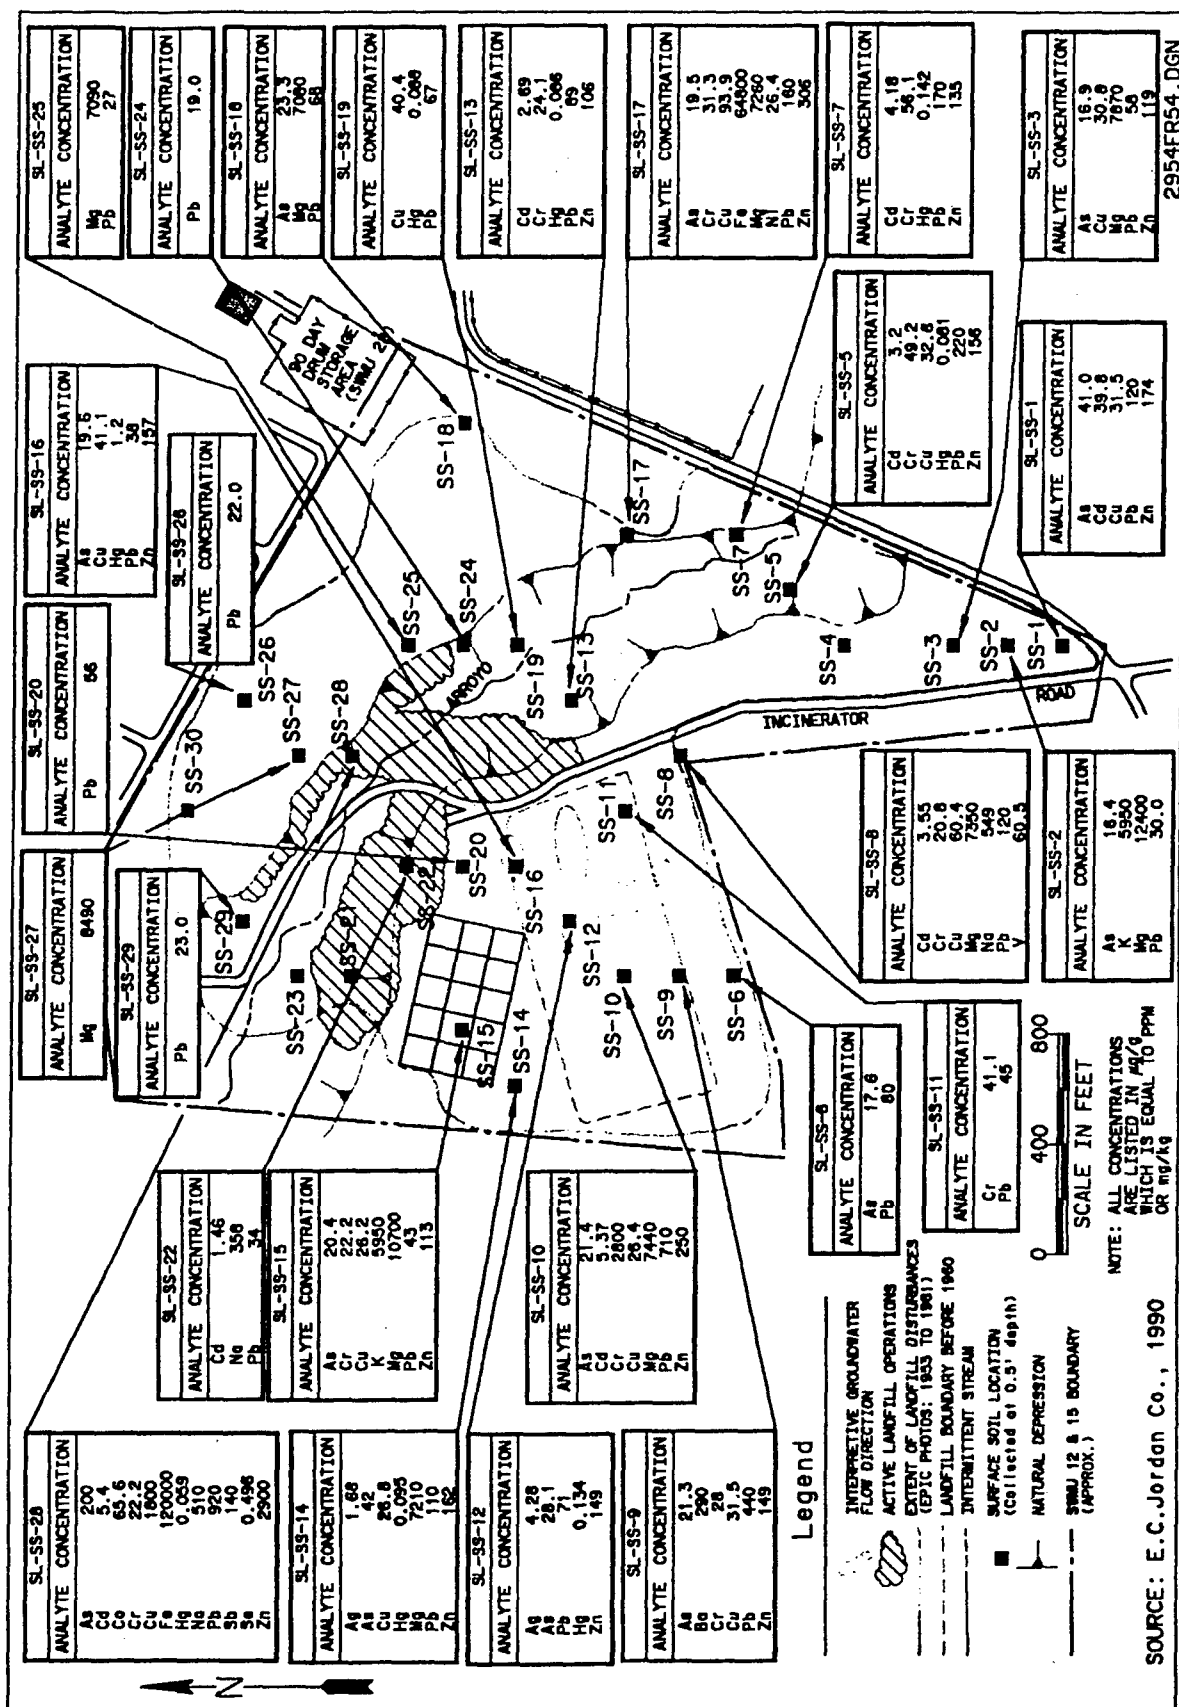 SL-SS-28
ANALYTE CONCENTRATION
As 200
Cd 5.4
Co 65.6
Cr 22.2
Cu 1800
Fe 120000
Hg 0.059
Na 510
Pb 920
Sb 140
Se 0.496
Zn 2900
SL-SS-14
ANALYTE CONCENTRATION
Ag 1.68
As 42
Cu 26.8
Hg 0.095
Mg 7210
Pb 110
Zn 162
SL-SS-12
ANALYTE CONCENTRATION
Ag 4.28
As 28.1
Pb 71
Hg 0.134
Zn 149
SL-SS-9
ANALYTE CONCENTRATION
As 21.3
Ba 290
Cr 28
Cu 31.5
Pb 440
Zn 149
SL-SS-22
ANALYTE CONCENTRATION
Cd 1.46
Na 358
Pb 34
SL-SS-15
ANALYTE CONCENTRATION
As 20.4
Cr 22.2
Cu 26.2
K 5950
Mg 10700
Pb 43
Zn 113
SL-SS-10
ANALYTE CONCENTRATION
As 21.4
Cd 5.37
Cr 2800
Cu 26.4
Mg 7440
Pb 710
Zn 250
SL-SS-27
ANALYTE CONCENTRATION
Mg 8490
SL-SS-29
ANALYTE CONCENTRATION
Pb 23.0
SL-SS-20
ANALYTE CONCENTRATION
Pb 56
SL-SS-16
ANALYTE CONCENTRATION
As 19.6
Cu 41.1
Hg 1.2
Pb 38
Zn 157
SL-SS-26
ANALYTE CONCENTRATION
Pb 22.0
SL-SS-25
ANALYTE CONCENTRATION
Mg 7090
Pb 27
SL-SS-24
ANALYTE CONCENTRATION
Pb 19.0
SL-SS-18
ANALYTE CONCENTRATION
As 23.3
Mg 7080
Pb 68
SL-SS-19
ANALYTE CONCENTRATION
Cu 40.4
Hg 0.088
Pb 67
SL-SS-13
ANALYTE CONCENTRATION
Cd 2.69
Cr 24.1
Hg 0.086
Pb 89
Zn 106
SL-SS-17
ANALYTE CONCENTRATION
As 19.5
Cr 31.3
Cu 93.9
Fe 64800
Mg 7260
Ni 26.4
Pb 160
Zn 306
SL-SS-7
ANALYTE CONCENTRATION
Cd 4.18
Cr 56.1
Hg 0.142
Pb 170
Zn 135
SL-SS-3
ANALYTE CONCENTRATION
As 16.9
Cu 30.8
Mg 7870
Pb 58
Zn 119
SL-SS-5
ANALYTE CONCENTRATION
Cd 3.2
Cr 49.2
Cu 32.8
Hg 0.081
Pb 220
Zn 156
SL-SS-1
ANALYTE CONCENTRATION
As 41.0
Cd 39.8
Cu 31.5
Pb 120
Zn 174
SL-SS-8
ANALYTE CONCENTRATION
Cd 3.55
Cr 20.8
Cu 60.4
Mg 7350
Na 549
Pb 120
V 60.5
SL-SS-2
ANALYTE CONCENTRATION
As 16.4
K 5950
Mg 12400
Pb 30.0
SL-SS-6
ANALYTE CONCENTRATION
As 17.6
Pb 80
SL-SS-11
ANALYTE CONCENTRATION
Cr 41.1
Pb 45
90 DAY
DRUM
STORAGE
AREA
(SWMU 28)
SS-30
SS-26
SS-27
SS-28
SS-29
SS-23
SS-21
SS-22
SS-25
SS-24
SS-18
SS-20
SS-19
SS-16
SS-15
SS-14
SS-13
SS-12
SS-17
SS-11
SS-10
SS-9
SS-8
SS-7
SS-6
SS-5
SS-4
SS-3
SS-2
SS-1
ARROYO
INCINERATOR
ROAD
N
Legend
INTERPRETIVE GROUNDWATER
FLOW DIRECTION
ACTIVE LANDFILL OPERATIONS
EXTENT OF LANDFILL DISTURBANCES
(EPIC PHOTOS: 1953 TO 1981)
LANDFILL BOUNDARY BEFORE 1960
INTERMITTENT STREAM
SURFACE SOIL LOCATION
(Collected at 0.5' depth)
NATURAL DEPRESSION
SWMU 12 & 15 BOUNDARY
(APPROX.)
0 400 800
SCALE IN FEET
NOTE: ALL CONCENTRATIONS
ARE LISTED IN µg/g
WHICH IS EQUAL TO PPM
OR mg/kg
SOURCE: E.C.Jordan Co., 1990
2954FR54.DGN